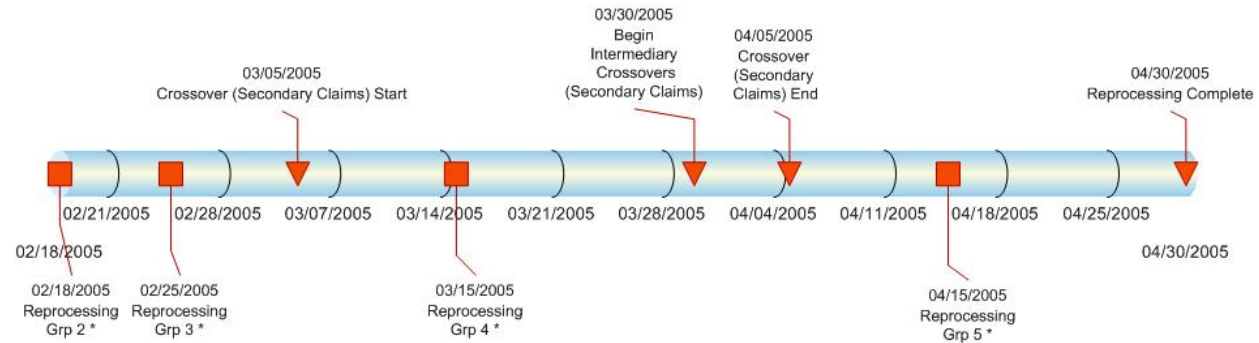 03/30/2005
Begin
Intermediary
Crossovers
(Secondary Claims)
04/05/2005
Crossover
(Secondary
Claims) End
03/05/2005
Crossover (Secondary Claims) Start
04/30/2005
Reprocessing Complete
02/21/2005
02/28/2005
03/07/2005
03/14/2005
03/21/2005
03/28/2005
04/04/2005
04/11/2005
04/18/2005
04/25/2005
02/18/2005
04/30/2005
02/18/2005
Reprocessing
Grp 2 *
02/25/2005
Reprocessing
Grp 3 *
03/15/2005
Reprocessing
Grp 4 *
04/15/2005
Reprocessing
Grp 5 *